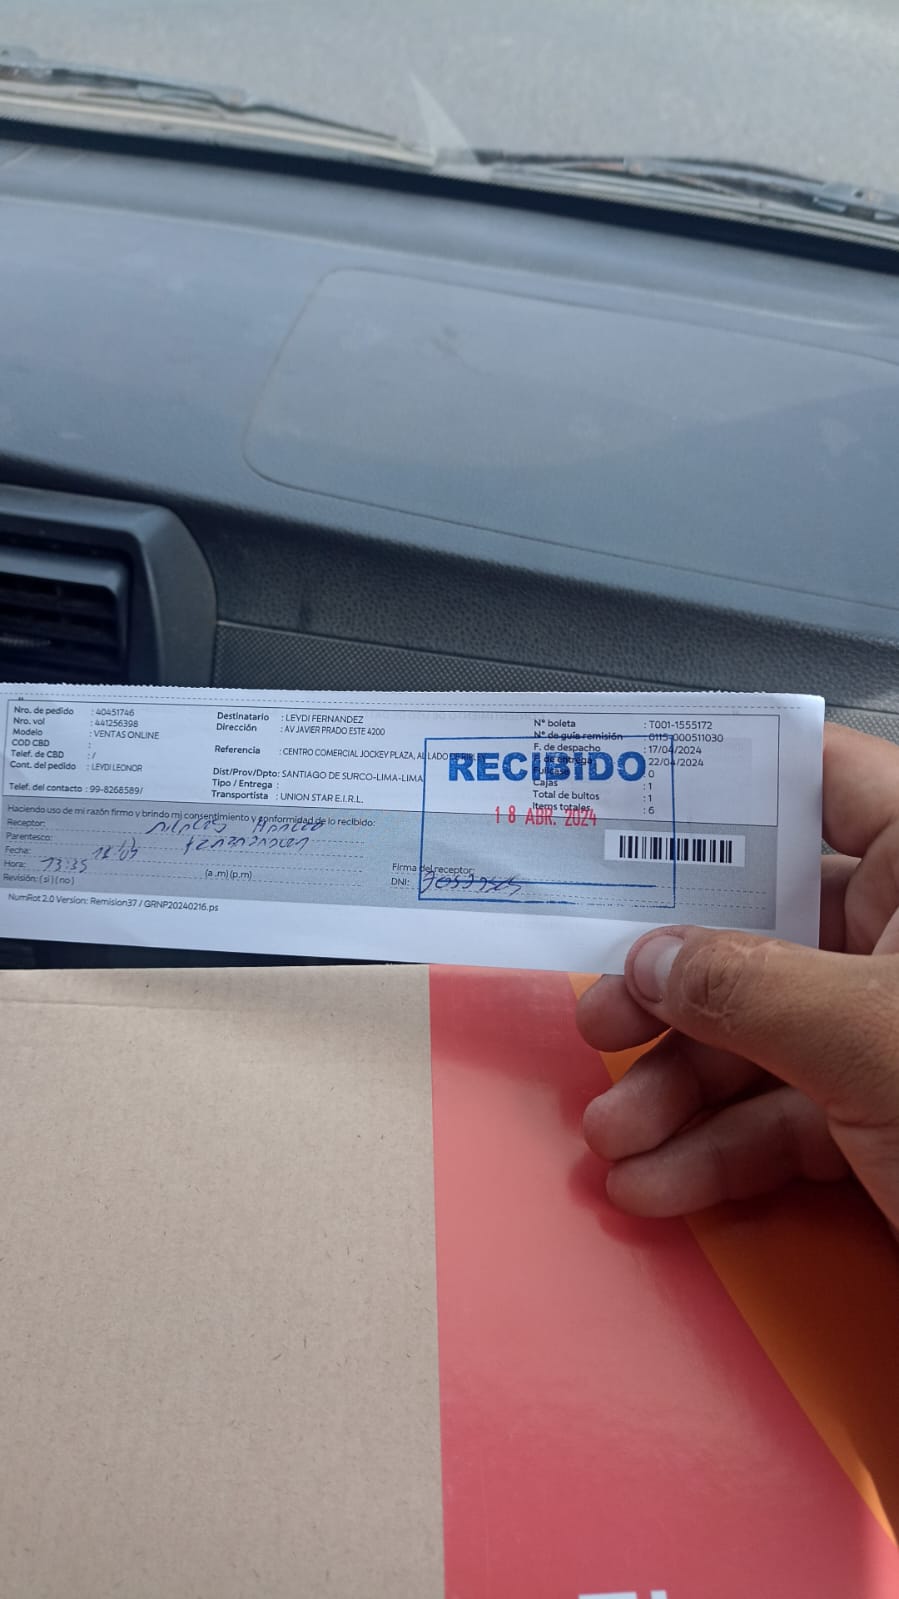 Nro. de pedido : 40451746
Nro. vol : 441256398
Modelo : VENTAS ONLINE
COD CBD :
Telef. de CBD : /
Cont. del pedido : LEYDI LEONOR
Telef. del contacto : 99-8268589/
Destinatario : LEYDI FERNANDEZ
Dirección : AV JAVIER PRADO ESTE 4200
Referencia : CENTRO COMERCIAL JOCKEY PLAZA, AL LADO DE
Dist/Prov/Dpto: SANTIAGO DE SURCO-LIMA-LIMA
Tipo / Entrega :
Transportista : UNION STAR E.I.R.L.
N° boleta : T001-1555172
N° de guía remisión : 0115-000511030
F. de despacho : 17/04/2024
F. de entrega : 22/04/2024
Fullcase : 0
Cajas : 1
Total de bultos : 1
Items totales : 6
RECIBIDO
18 ABR. 2024
Haciendo uso de mi razón firmo y brindo mi consentimiento y conformidad de lo recibido:
Receptor:
Parentesco:
Fecha:
Hora: 13:35 (a.m)(p.m)
Revisión: ( si ) ( no )
Firma del receptor:
DNI:
NumRot 2.0 Version: Remision37 / GRNP20240216.ps